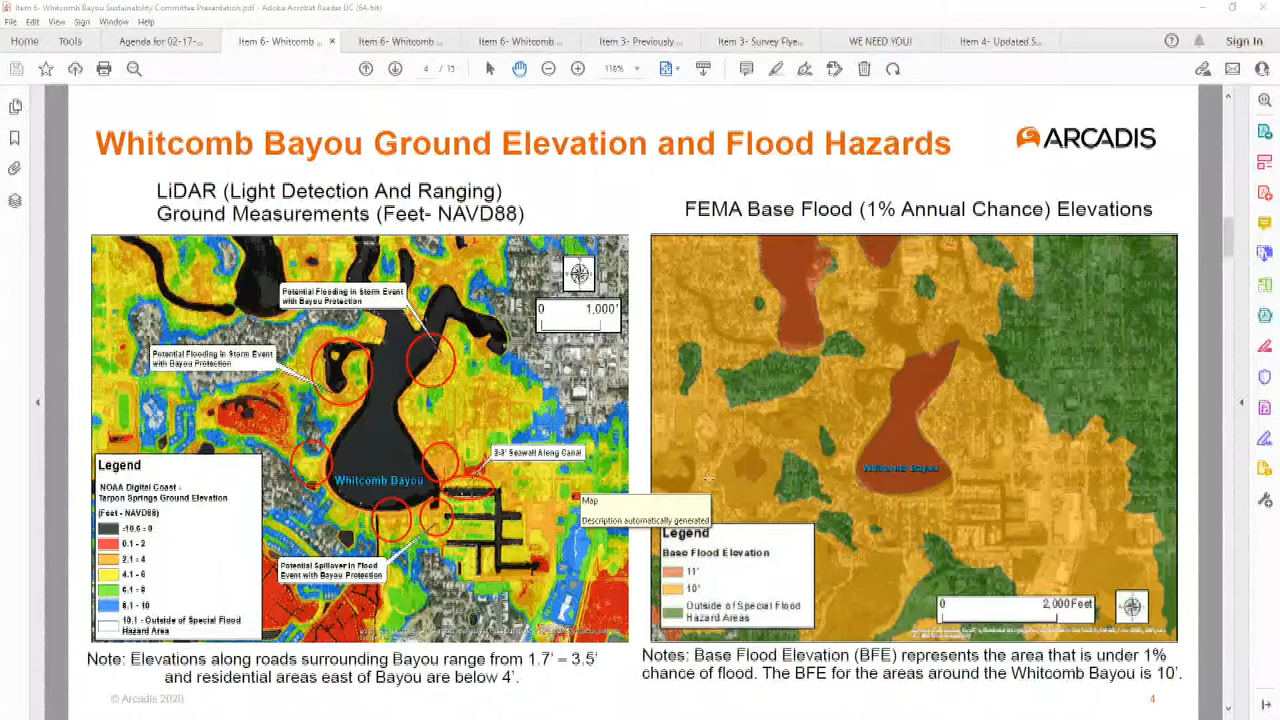 Item 6- Whitcomb Bayou Sustainability Committee Presentation.pdf - Adobe Acrobat Reader DC (64-bit)
File Edit View Sign Window Help
Home Tools Agenda for 02-17-... Item 6- Whitcomb ... × Item 6- Whitcomb ... Item 6- Whitcomb ... Item 3- Previously ... Item 3- Survey Flye... WE NEED YOU! Item 4- Updated S... Sign In
4 / 15 116%
Whitcomb Bayou Ground Elevation and Flood Hazards
ARCADIS
LiDAR (Light Detection And Ranging)
Ground Measurements (Feet- NAVD88)
FEMA Base Flood (1% Annual Chance) Elevations
Potential Flooding in Storm Event
with Bayou Protection
0 1,000'
Potential Flooding in Storm Event
with Bayou Protection
2-3' Seawall Along Canal
Whitcomb Bayou
Potential Spillover in Flood
Event with Bayou Protection
Legend
NOAA Digital Coast -
Tarpon Springs Ground Elevation
(Feet - NAVD88)
-10.6 - 0
0.1 - 2
2.1 - 4
4.1 - 6
6.1 - 8
8.1 - 10
10.1 - Outside of Special Flood
Hazard Area
Map
Description automatically generated
Whitcomb Bayou
Legend
Base Flood Elevation
11'
10'
Outside of Special Flood
Hazard Areas
0 2,000 Feet
Note: Elevations along roads surrounding Bayou range from 1.7' – 3.5'
and residential areas east of Bayou are below 4'.
Notes: Base Flood Elevation (BFE) represents the area that is under 1%
chance of flood. The BFE for the areas around the Whitcomb Bayou is 10'.
© Arcadis 2020
4